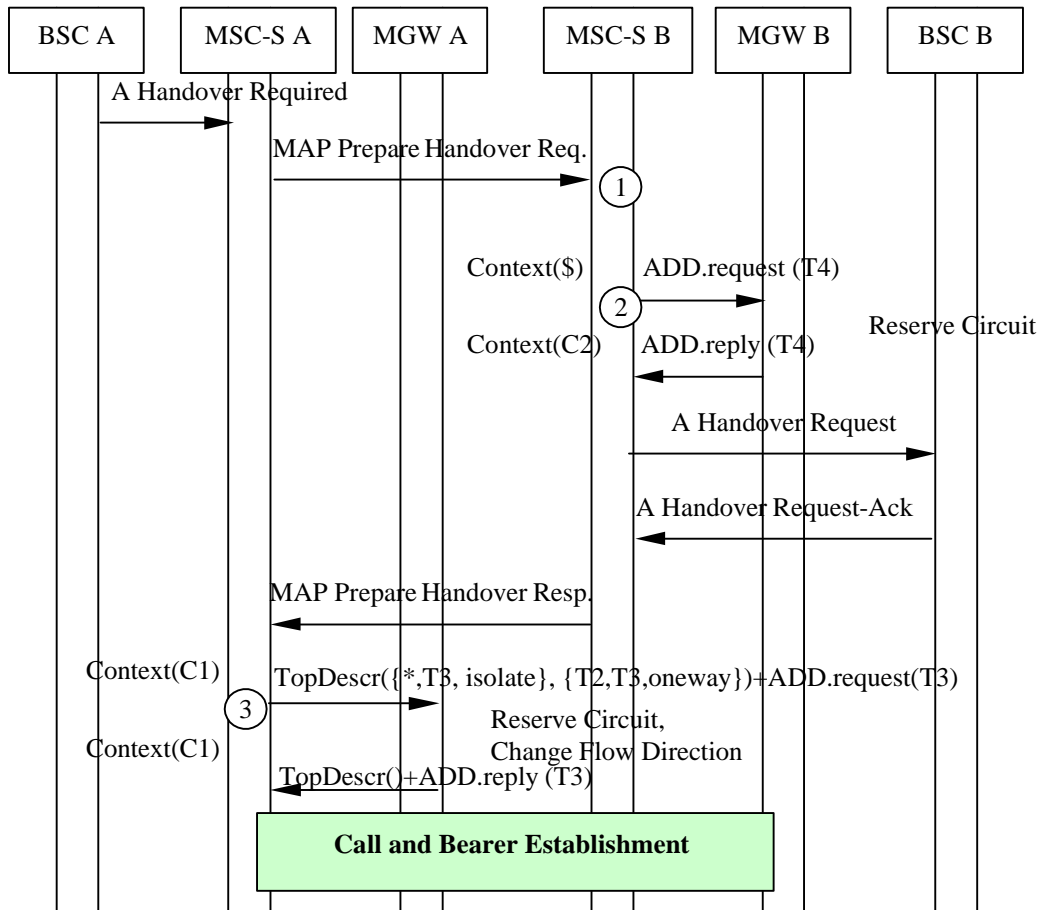 BSC A MSC-S A MGW A MSC-S B MGW B BSC B
A Handover Required
MAP Prepare Handover Req.
1
Context($) ADD.request (T4)
2
Reserve Circuit
Context(C2) ADD.reply (T4)
A Handover Request
A Handover Request-Ack
MAP Prepare Handover Resp.
Context(C1) TopDescr({*,T3, isolate}, {T2,T3,oneway})+ADD.request(T3)
3
Reserve Circuit,
Context(C1) Change Flow Direction
TopDescr()+ADD.reply (T3)
Call and Bearer Establishment